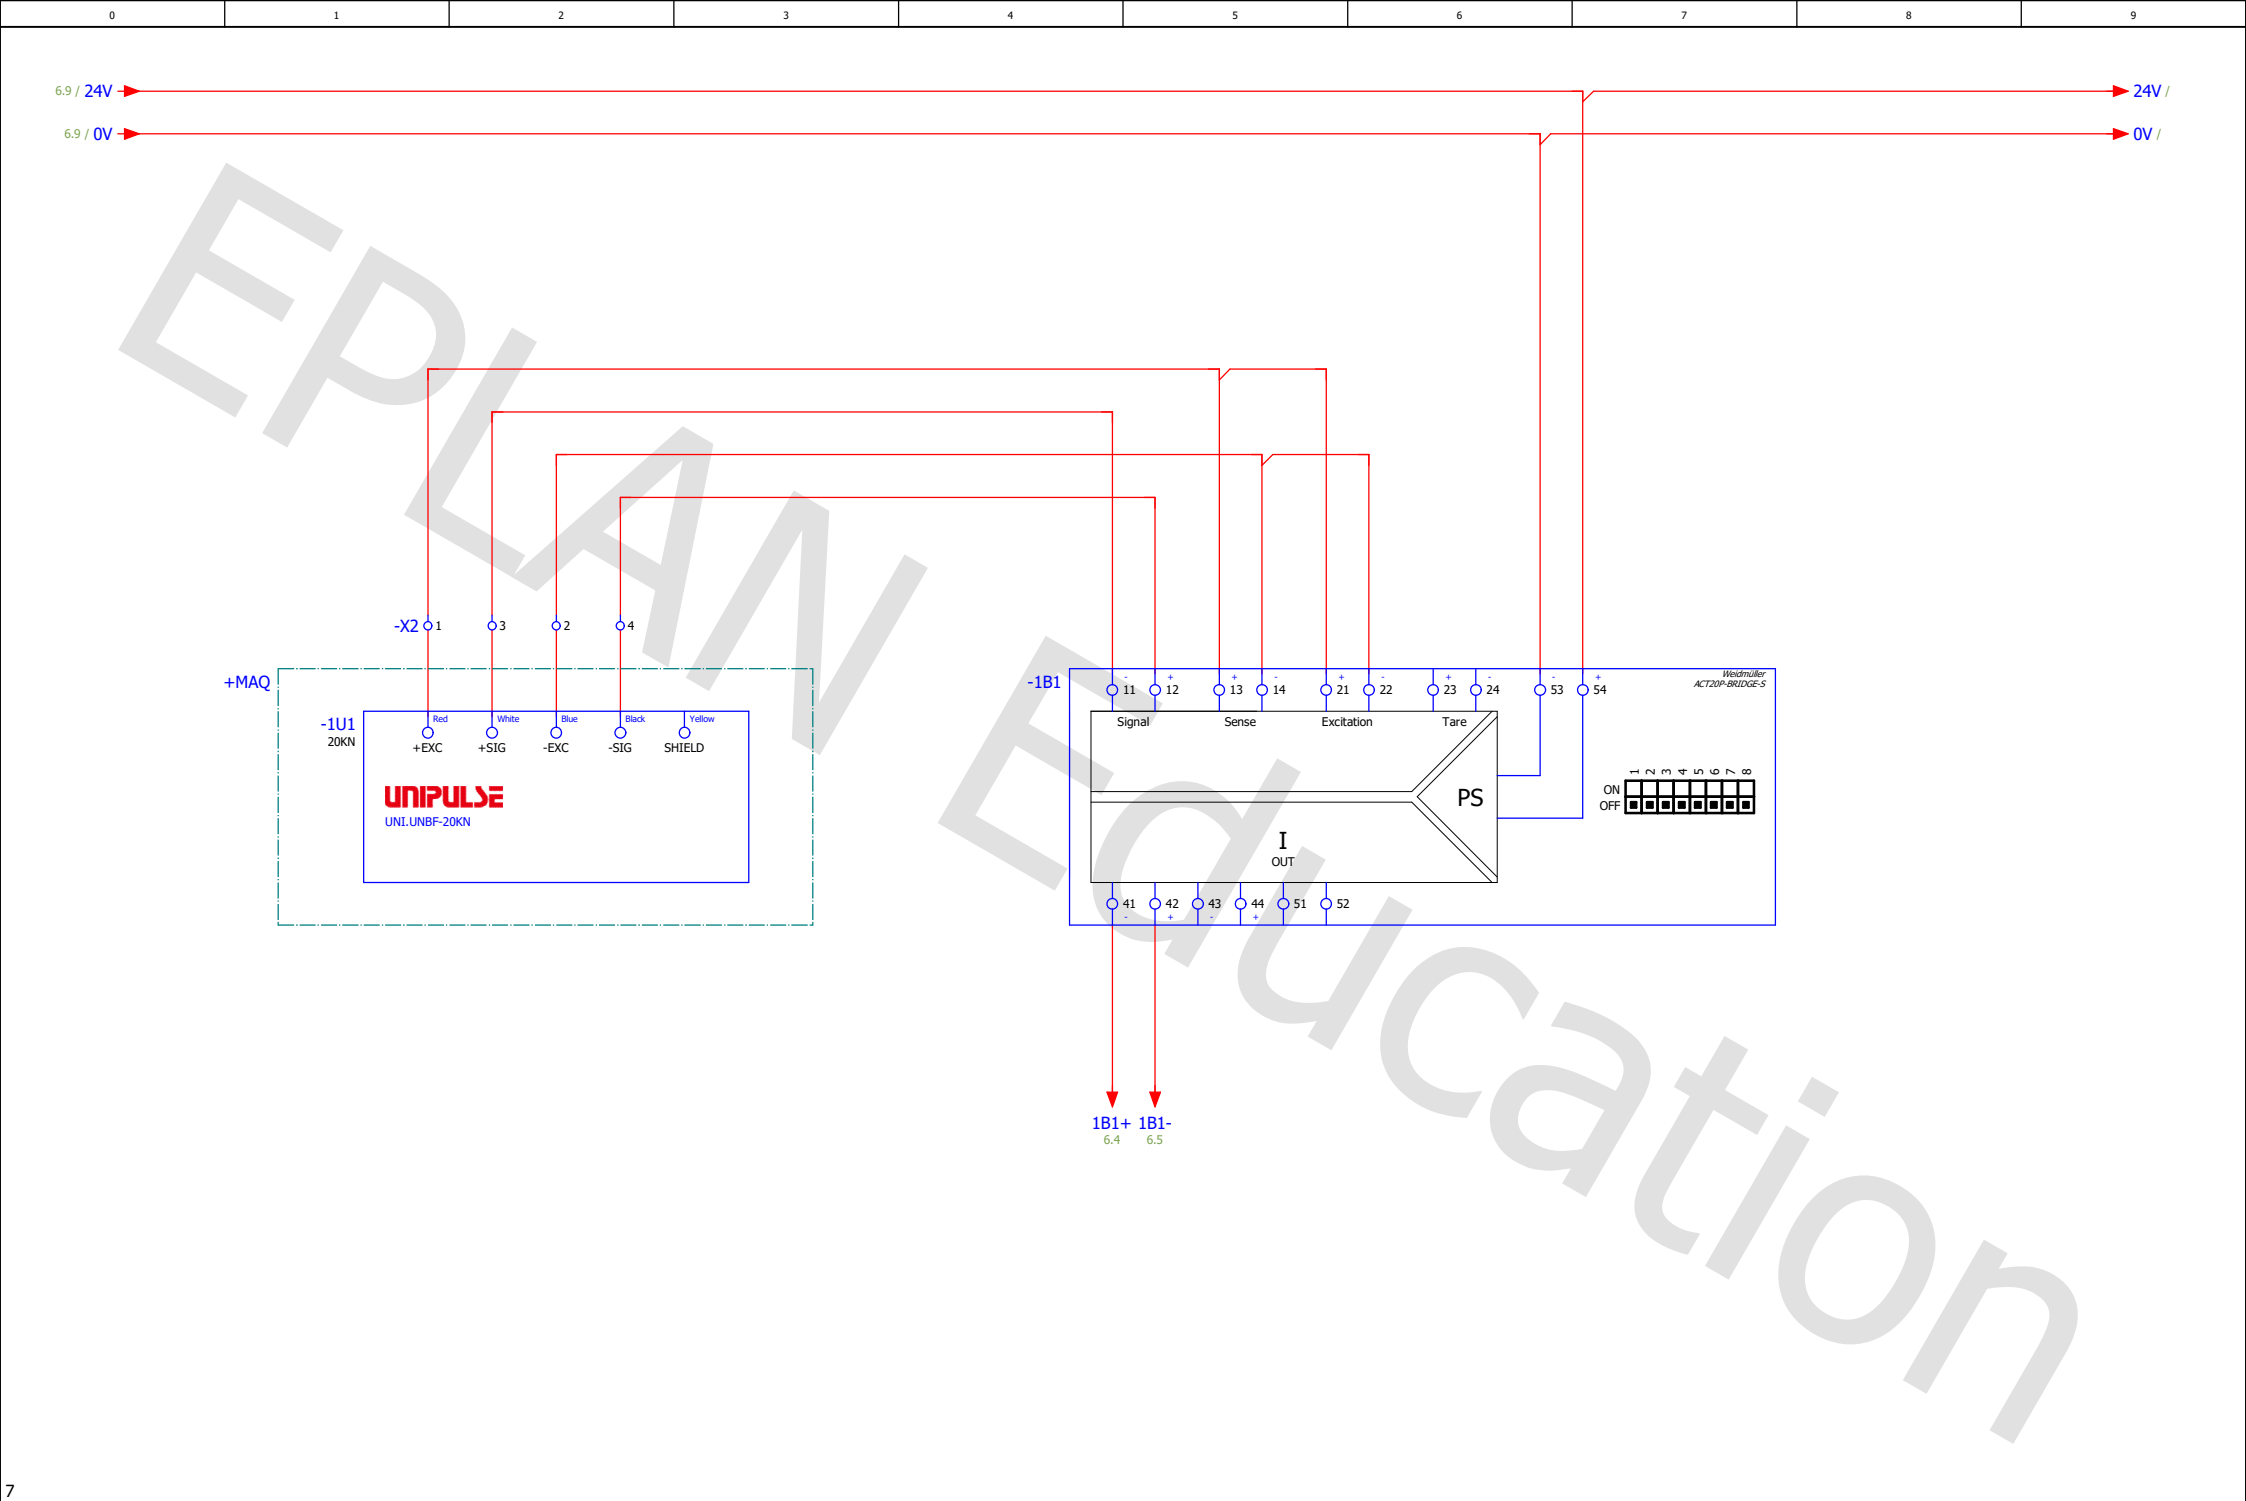 0 1 2 3 4 5 6 7 8 9
6.9 / 24V 24V /
6.9 / 0V 0V /
EPLAN Education
-X2 1 3 2 4
+MAQ
-1U1
20KN
Red White Blue Black Yellow
+EXC +SIG -EXC -SIG SHIELD
UNIPULSE
UNI.UNBF-20KN
-1B1
Weidmüller
ACT20P-BRIDGE-S
- + + - + - + - - +
11 12 13 14 21 22 23 24 53 54
Signal Sense Excitation Tare
PS
1 2 3 4 5 6 7 8
ON
OFF
I
OUT
41 42 43 44 51 52
- + - +
1B1+ 1B1-
6.4 6.5
7